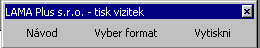 LAMA Plus s.r.o. - tisk vizitek
Návod Vyber format Vytiskni